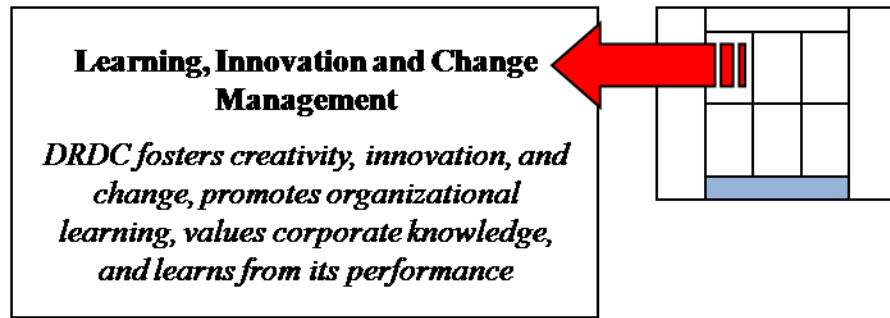 Learning, Innovation and Change
Management
DRDC fosters creativity, innovation, and
change, promotes organizational
learning, values corporate knowledge,
and learns from its performance